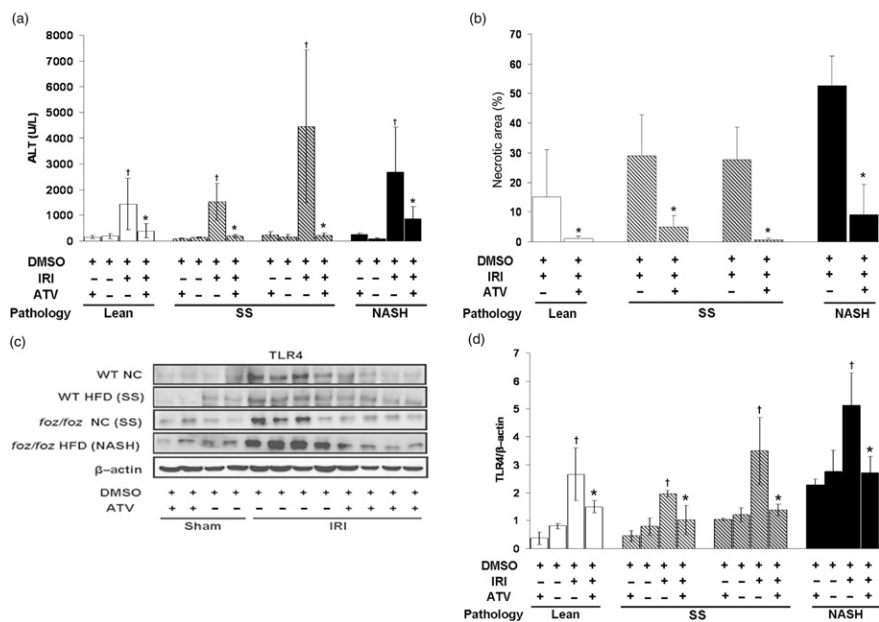 (a)
ALT (U/L)
8000
7000
6000
5000
4000
3000
2000
1000
0
† * † * † * † *
DMSO + + + + + + + + + + + + + + + +
IRI − − + + − − + + − − + + − − + +
ATV + − − + + − − + + − − + + − − +
Pathology Lean SS NASH
(b)
Necrotic area (%)
70
60
50
40
30
20
10
0
* * * *
DMSO + + + + + + + +
IRI + + + + + + + +
ATV − + − + − + − +
Pathology Lean SS NASH
(c)
TLR4
WT NC
WT HFD (SS)
foz/foz NC (SS)
foz/foz HFD (NASH)
β–actin
DMSO + + + + + + + + + + + +
ATV + + − − − − − − + + + +
Sham IRI
(d)
TLR4/β–actin
7
6
5
4
3
2
1
0
† * † * † * † *
DMSO + + + + + + + + + + + + + + + +
IRI − − + + − − + + − − + + − − + +
ATV + − − + + − − + + − − + + − − +
Pathology Lean SS NASH